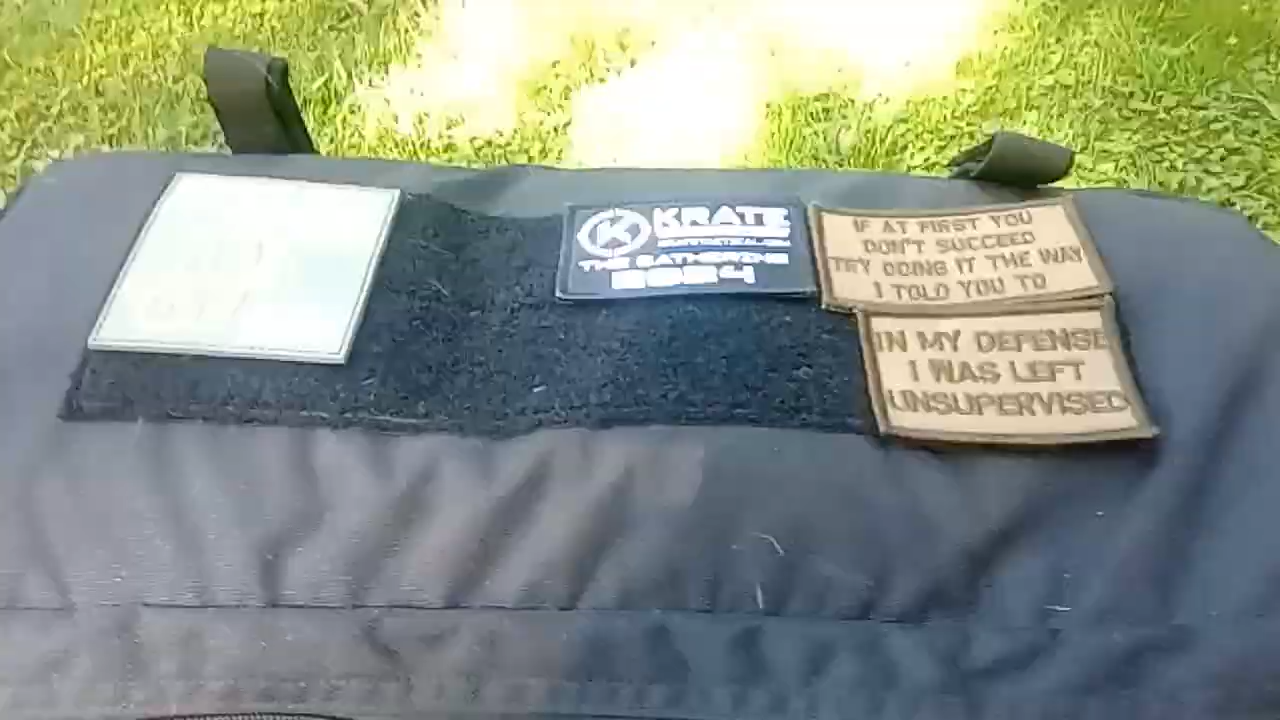 KRATE
THE GATHERING
2024
IF AT FIRST YOU
DON'T SUCCEED
TRY DOING IT THE WAY
I TOLD YOU TO
IN MY DEFENSE
I WAS LEFT
UNSUPERVISED